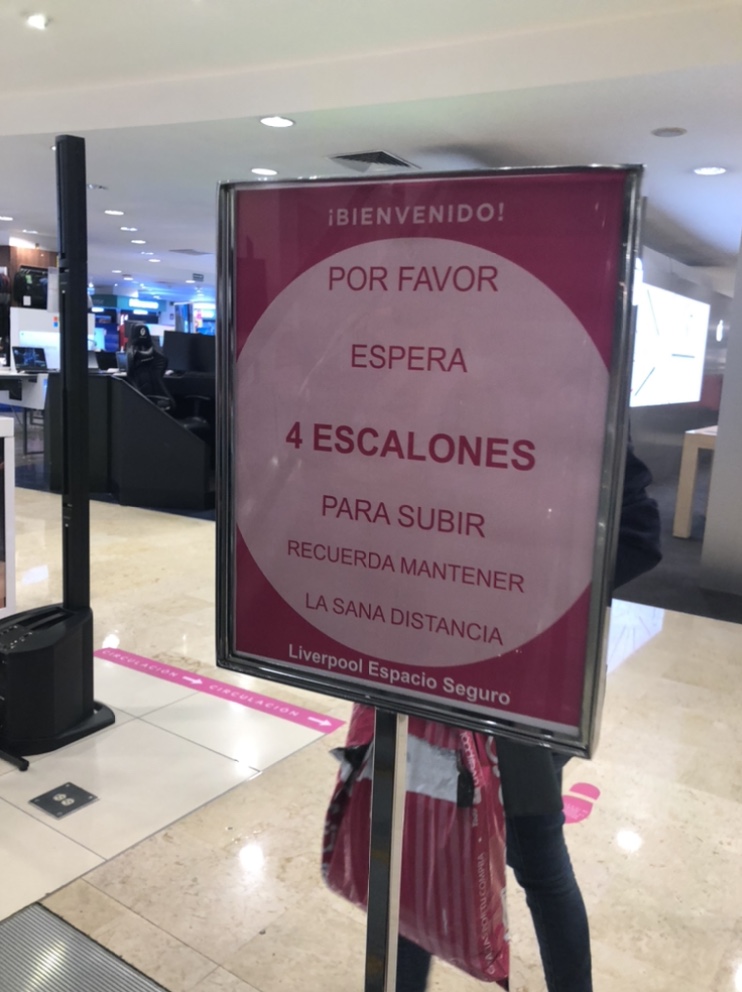 ¡BIENVENIDO!
POR FAVOR
ESPERA
4 ESCALONES
PARA SUBIR
RECUERDA MANTENER
LA SANA DISTANCIA
Liverpool Espacio Seguro
CIRCULACIÓN CIRCULACIÓN